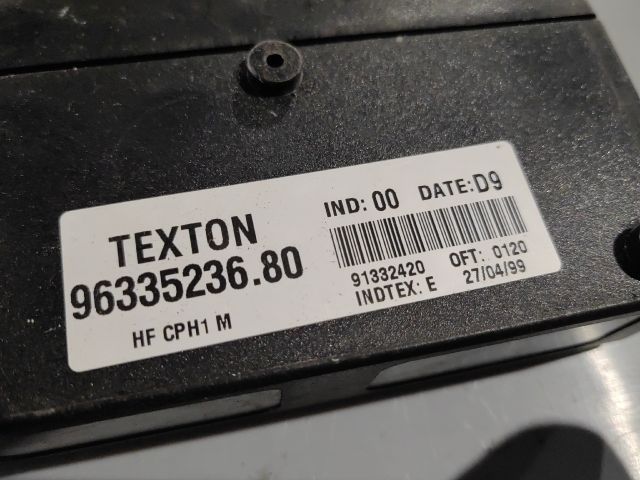 TEXTON
96335236.80
HF CPH1 M
IND: 00 DATE: D9
91332420 OFT: 0120
INDTEX: E 27/04/99